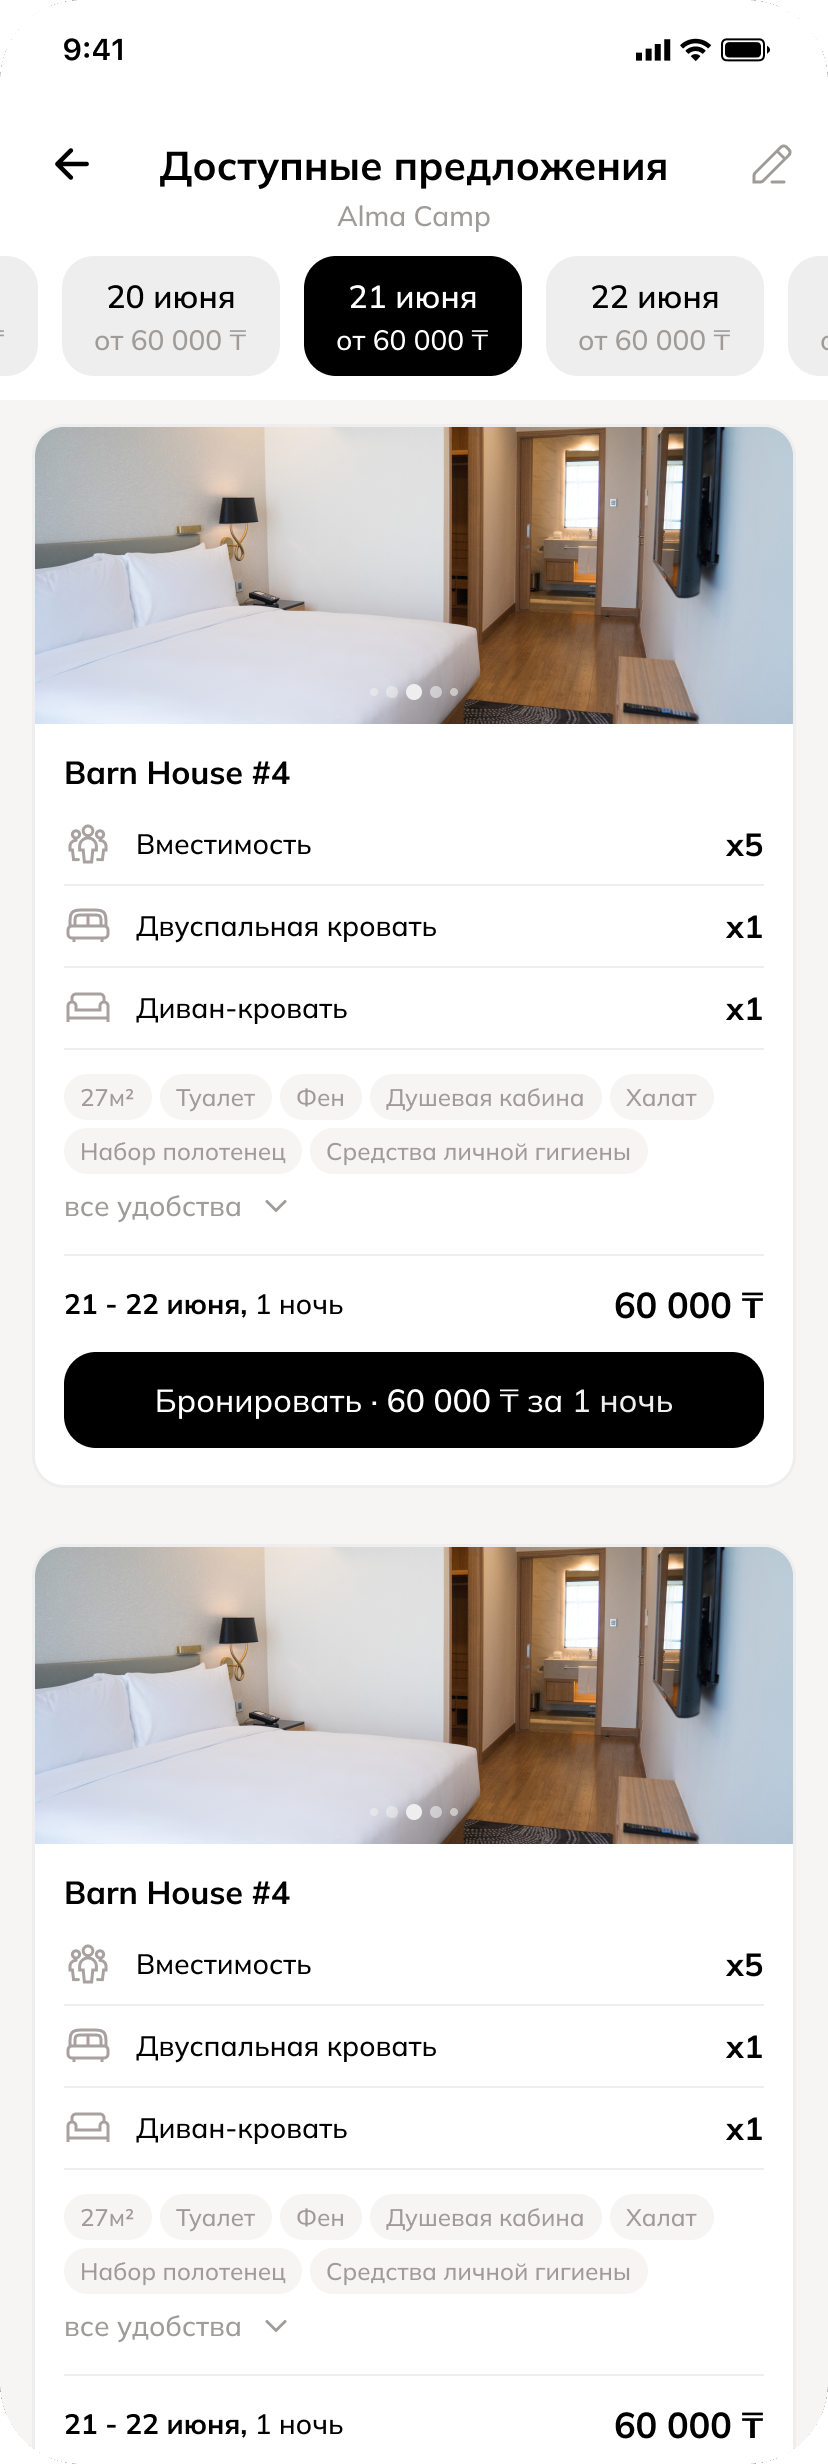 9:41
Доступные предложения
Alma Camp
20 июня
21 июня
22 июня
₸
от 60 000 ₸
от 60 000 ₸
от 60 000 ₸
Barn House #4
Вместимость x5
Двуспальная кровать x1
Диван-кровать x1
27м² Туалет Фен Душевая кабина Халат
Набор полотенец Средства личной гигиены
все удобства
21 - 22 июня, 1 ночь 60 000 ₸
Бронировать · 60 000 ₸ за 1 ночь
Barn House #4
Вместимость x5
Двуспальная кровать x1
Диван-кровать x1
27м² Туалет Фен Душевая кабина Халат
Набор полотенец Средства личной гигиены
все удобства
21 - 22 июня, 1 ночь 60 000 ₸